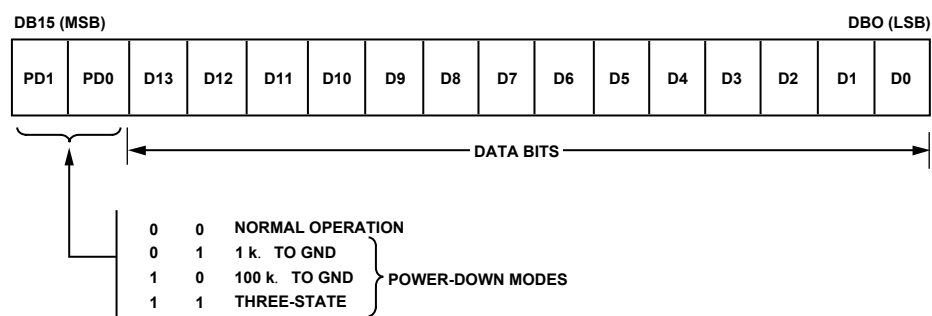 DB15 (MSB) DBO (LSB)
PD1 PD0 D13 D12 D11 D10 D9 D8 D7 D6 D5 D4 D3 D2 D1 D0
DATA BITS
0 0 NORMAL OPERATION
0 1 1 k. TO GND
1 0 100 k. TO GND
1 1 THREE-STATE
POWER-DOWN MODES